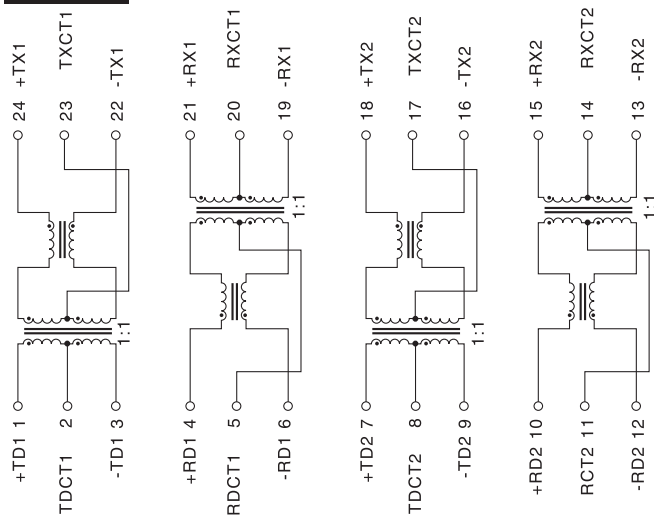 +TX1
TXCT1
-TX1
+RX1
RXCT1
-RX1
+TX2
TXCT2
-TX2
+RX2
RXCT2
-RX2
24
23
22
21
20
19
18
17
16
15
14
13
1:1
1:1
1:1
1:1
+TD1 1
TDCT1 2
-TD1 3
+RD1 4
RDCT1 5
-RD1 6
+TD2 7
TDCT2 8
-TD2 9
+RD2 10
RCT2 11
-RD2 12